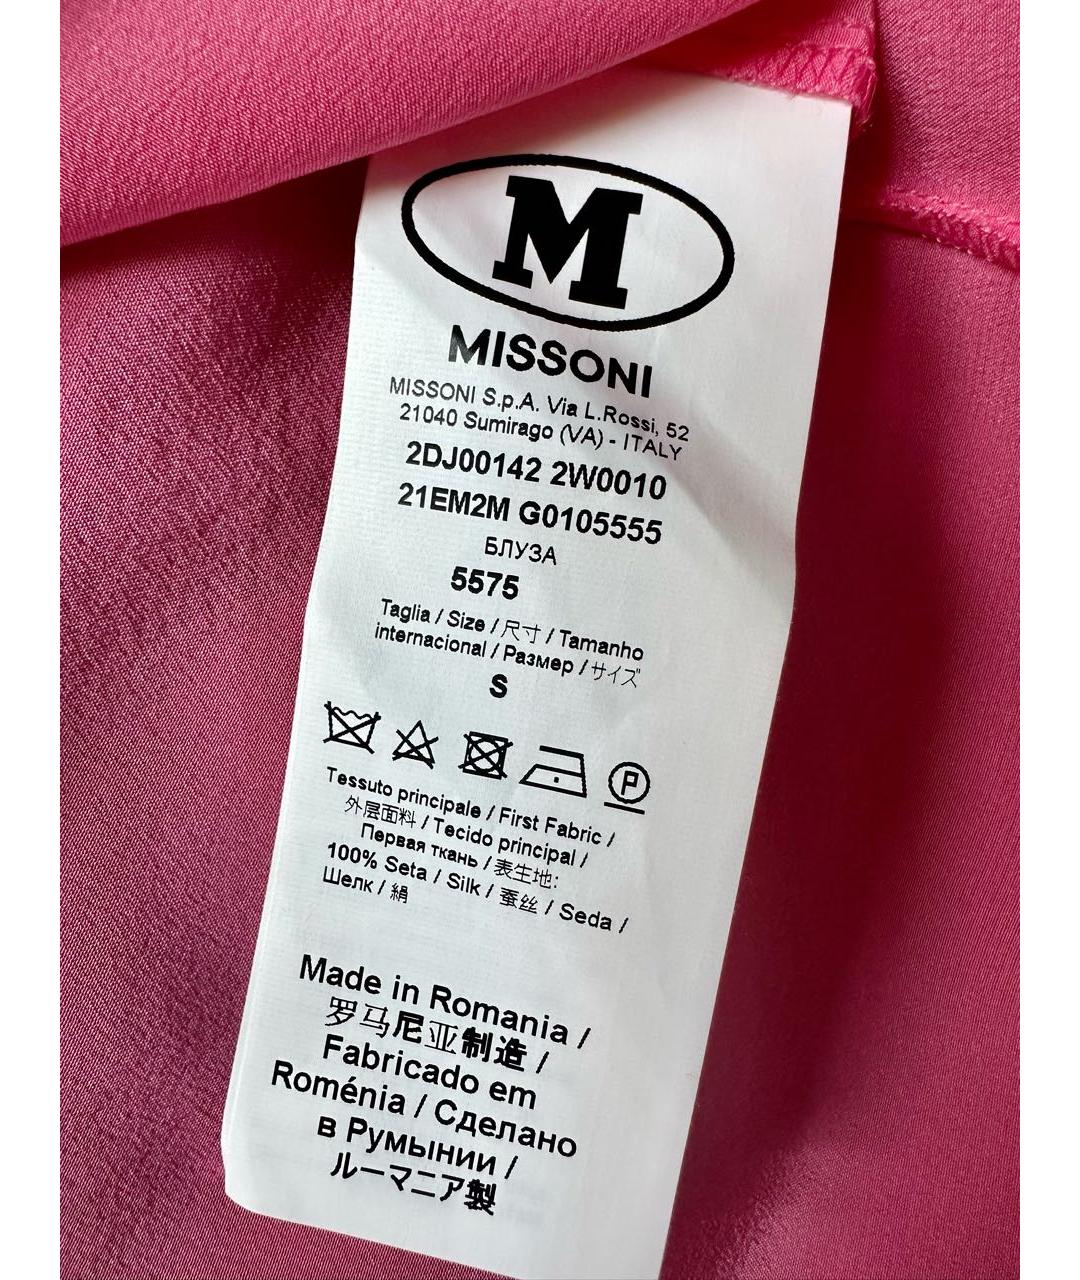 M
MISSONI
MISSONI S.p.A. Via L.Rossi, 52
21040 Sumirago (VA) - ITALY
2DJ00142 2W0010
21EM2M G0105555
БЛУЗА
5575
Taglia / Size / 尺寸 / Tamanho
internacional / Размер / サイズ
S
P
Tessuto principale / First Fabric /
外层面料 / Tecido principal /
Первая ткань / 表生地:
100% Seta / Silk / 蚕丝 / Seda /
Шелк / 絹
Made in Romania /
罗马尼亚制造 /
Fabricado em
Roménia / Сделано
в Румынии /
ルーマニア製